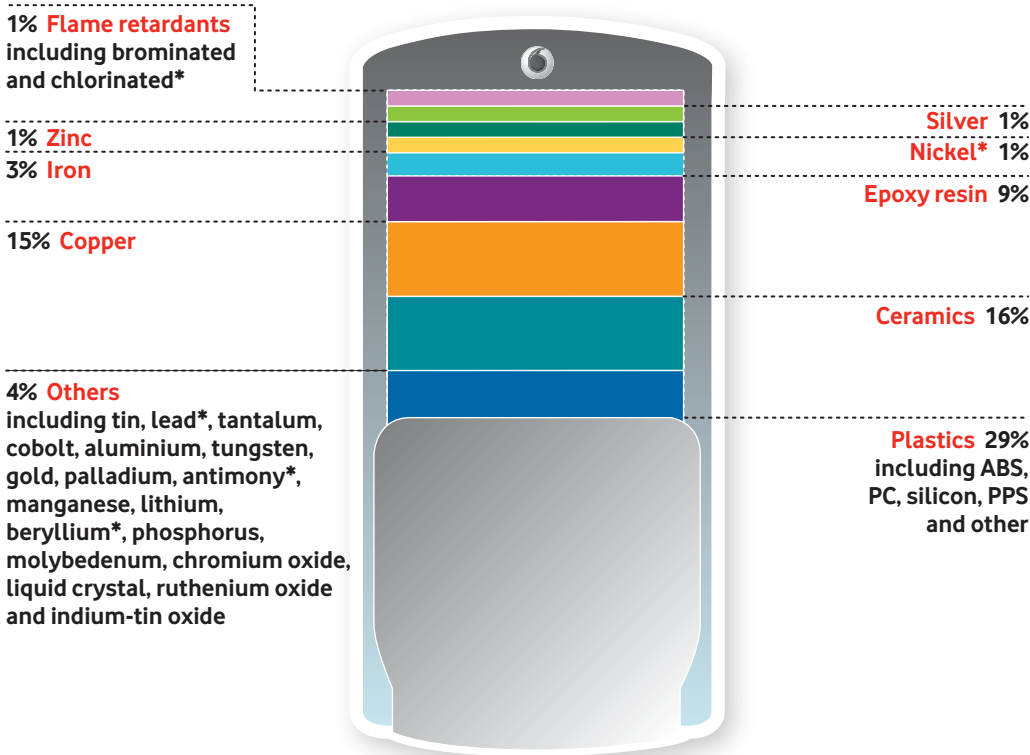 1% Flame retardants
including brominated
and chlorinated*
Silver 1%
1% Zinc
Nickel* 1%
3% Iron
Epoxy resin 9%
15% Copper
Ceramics 16%
4% Others
including tin, lead*, tantalum,
cobolt, aluminium, tungsten,
gold, palladium, antimony*,
manganese, lithium,
beryllium*, phosphorus,
molybedenum, chromium oxide,
liquid crystal, ruthenium oxide
and indium-tin oxide
Plastics 29%
including ABS,
PC, silicon, PPS
and other